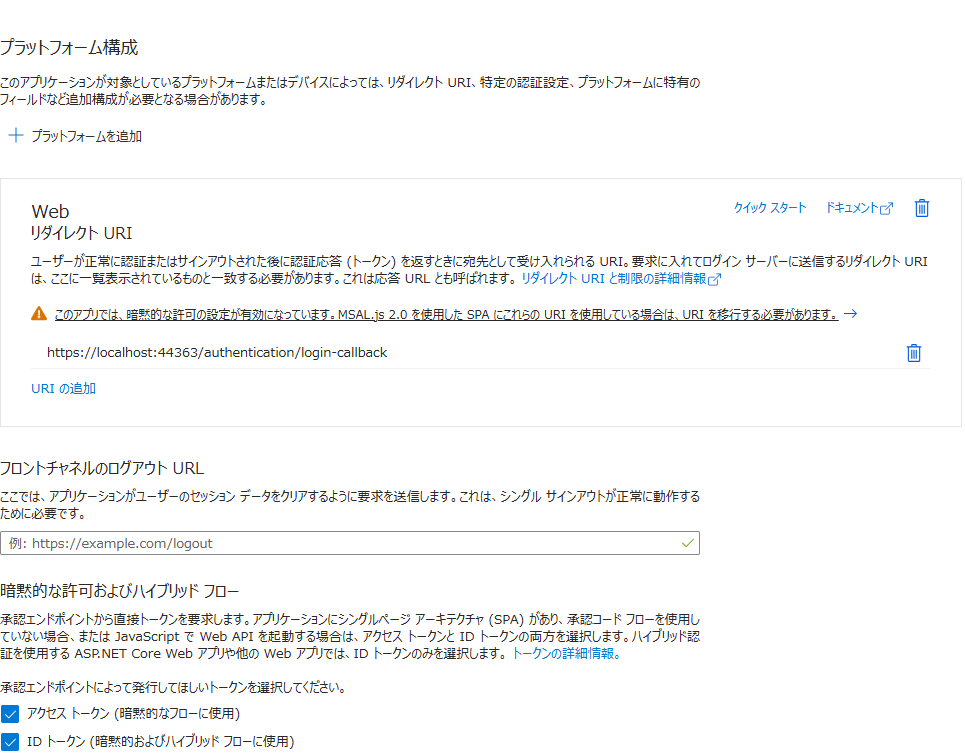 プラットフォーム構成
このアプリケーションが対象としているプラットフォームまたはデバイスによっては、リダイレクト URI、特定の認証設定、プラットフォームに特有の
フィールドなど追加構成が必要となる場合があります。
プラットフォームを追加
Web
クイック スタート
ドキュメント
リダイレクト URI
ユーザーが正常に認証またはサインアウトされた後に認証応答 (トークン) を返すときに宛先として受け入れられる URI。要求に入れてログイン サーバーに送信するリダイレクト URI
は、ここに一覧表示されているものと一致する必要があります。これは応答 URL とも呼ばれます。 リダイレクト URI と制限の詳細情報
このアプリでは、暗黙的な許可の設定が有効になっています。MSAL.js 2.0 を使用した SPA にこれらの URI を使用している場合は、URI を移行する必要があります。
https://localhost:44363/authentication/login-callback
URI の追加
フロントチャネルのログアウト URL
ここでは、アプリケーションがユーザーのセッション データをクリアするように要求を送信します。これは、シングル サインアウトが正常に動作する
ために必要です。
例: https://example.com/logout
暗黙的な許可およびハイブリッド フロー
承認エンドポイントから直接トークンを要求します。アプリケーションにシングルページ アーキテクチャ (SPA) があり、承認コード フローを使用し
ていない場合、または JavaScript で Web API を起動する場合は、アクセス トークンと ID トークンの両方を選択します。ハイブリッド認
証を使用する ASP.NET Core Web アプリや他の Web アプリでは、ID トークンのみを選択します。 トークンの詳細情報。
承認エンドポイントによって発行してほしいトークンを選択してください。
アクセス トークン (暗黙的なフローに使用)
ID トークン (暗黙的およびハイブリッド フローに使用)